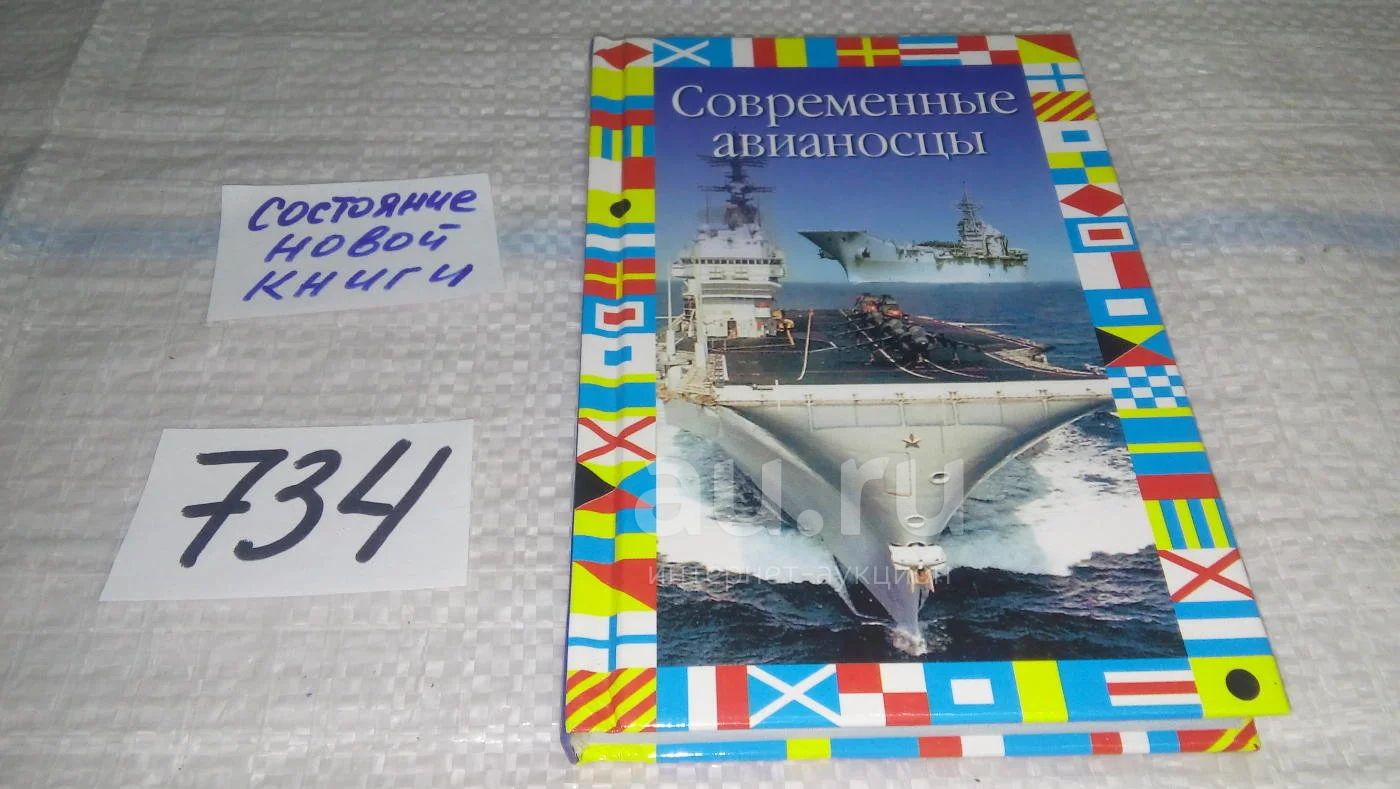 Современные
авианосцы
состояние
новой
книги
734
au.ru
интернет-аукцион